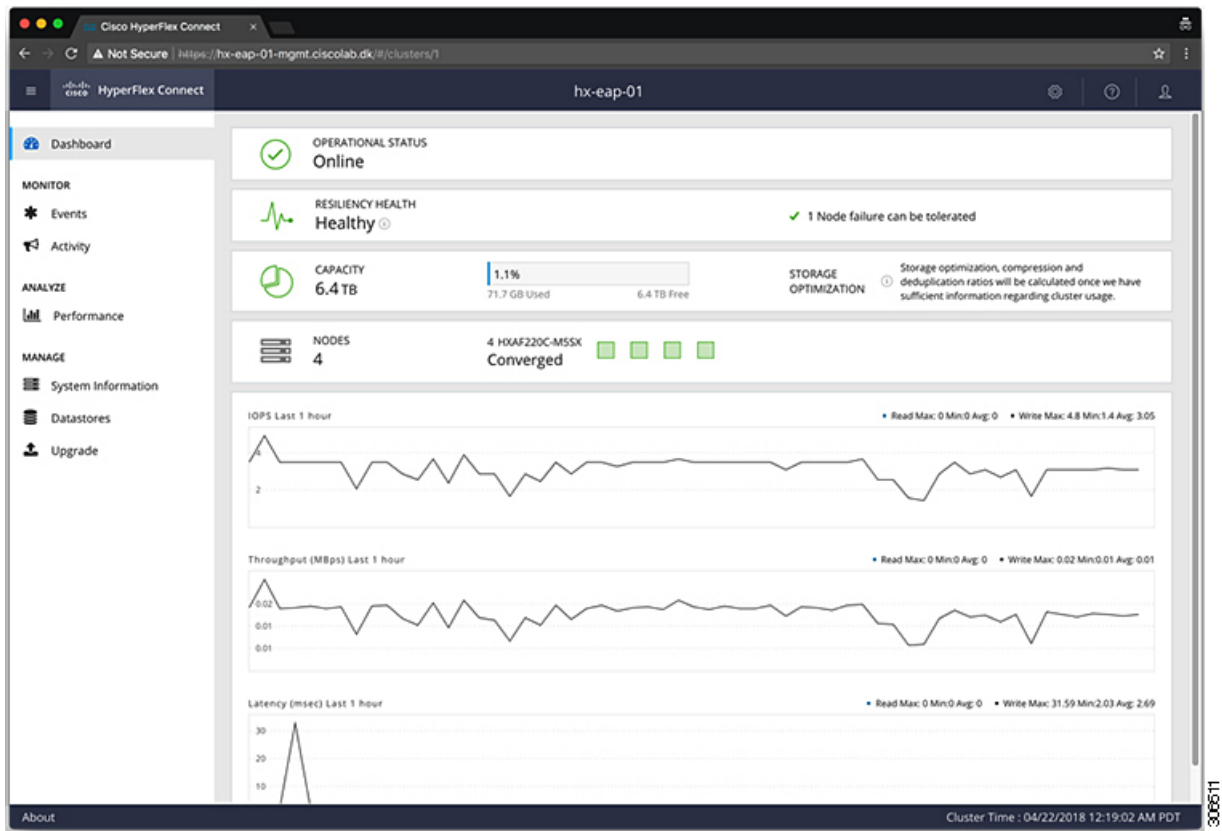 Cisco HyperFlex Connect
Not Secure https://hx-eap-01-mgmt.ciscolab.dk/#/clusters/1
cisco HyperFlex Connect
hx-eap-01
Dashboard
MONITOR
Events
Activity
ANALYZE
Performance
MANAGE
System Information
Datastores
Upgrade
OPERATIONAL STATUS
Online
RESILIENCY HEALTH
Healthy
1 Node failure can be tolerated
CAPACITY
6.4 TB
1.1%
71.7 GB Used 6.4 TB Free
STORAGE
OPTIMIZATION
Storage optimization, compression and
deduplication ratios will be calculated once we have
sufficient information regarding cluster usage.
NODES
4
4 HXAF220C-M5SX
Converged
IOPS Last 1 hour
Read Max: 0 Min:0 Avg: 0 Write Max: 4.8 Min:1.4 Avg: 3.05
4
2
Throughput (MBps) Last 1 hour
Read Max: 0 Min:0 Avg: 0 Write Max: 0.02 Min:0.01 Avg: 0.01
0.02
0.01
0.01
Latency (msec) Last 1 hour
Read Max: 0 Min:0 Avg: 0 Write Max: 31.59 Min:2.03 Avg: 2.69
30
20
10
About
Cluster Time : 04/22/2018 12:19:02 AM PDT
306511